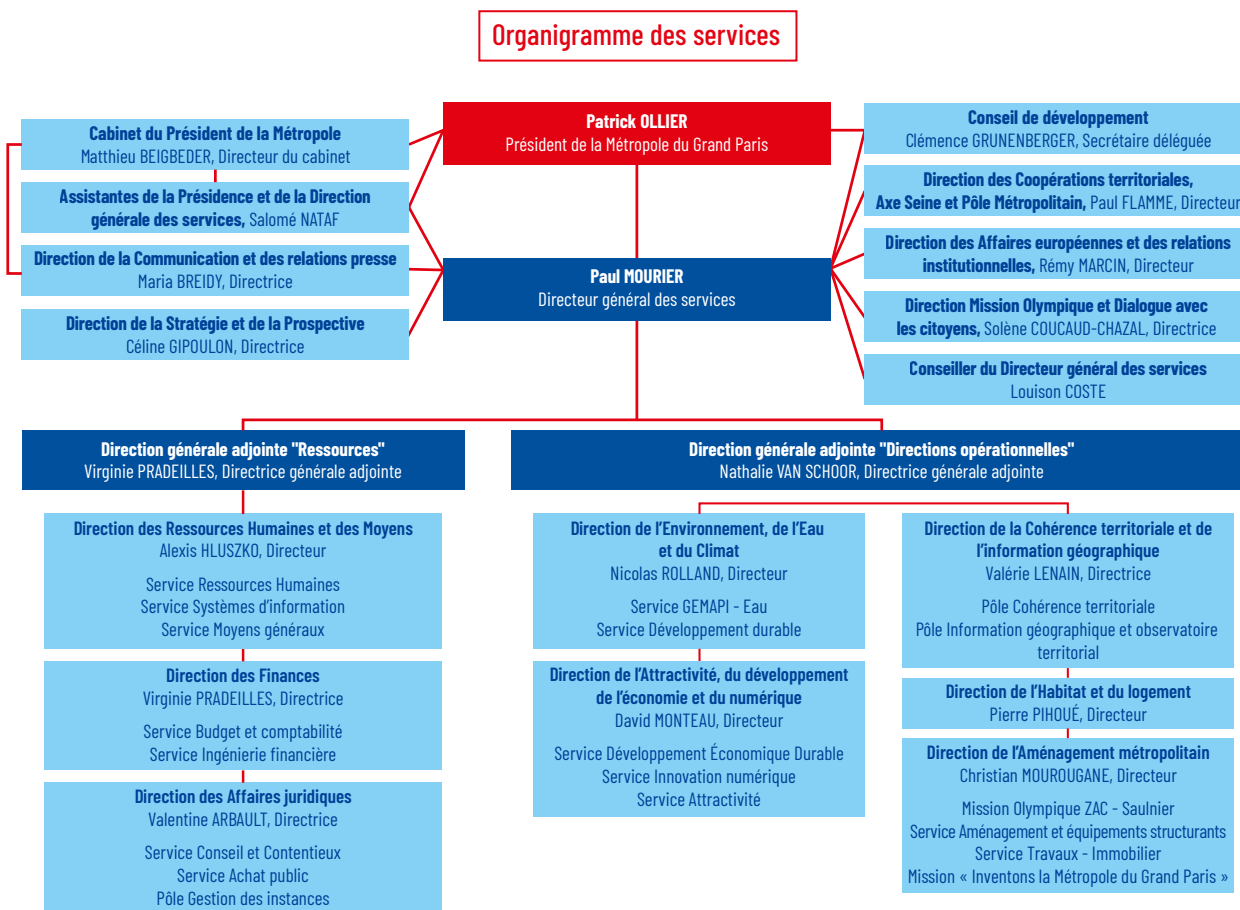 Organigramme des services
Patrick OLLIER
Président de la Métropole du Grand Paris
Cabinet du Président de la Métropole
Matthieu BEIGBEDER, Directeur du cabinet
Assistantes de la Présidence et de la Direction
générale des services, Salomé NATAF
Direction de la Communication et des relations presse
Maria BREIDY, Directrice
Direction de la Stratégie et de la Prospective
Céline GIPOULON, Directrice
Paul MOURIER
Directeur général des services
Conseil de développement
Clémence GRUNENBERGER, Secrétaire déléguée
Direction des Coopérations territoriales,
Axe Seine et Pôle Métropolitain, Paul FLAMME, Directeur
Direction des Affaires européennes et des relations
institutionnelles, Rémy MARCIN, Directeur
Direction Mission Olympique et Dialogue avec
les citoyens, Solène COUCAUD-CHAZAL, Directrice
Conseiller du Directeur général des services
Louison COSTE
Direction générale adjointe "Ressources"
Virginie PRADEILLES, Directrice générale adjointe
Direction des Ressources Humaines et des Moyens
Alexis HLUSZKO, Directeur
Service Ressources Humaines
Service Systèmes d'information
Service Moyens généraux
Direction des Finances
Virginie PRADEILLES, Directrice
Service Budget et comptabilité
Service Ingénierie financière
Direction des Affaires juridiques
Valentine ARBAULT, Directrice
Service Conseil et Contentieux
Service Achat public
Pôle Gestion des instances
Direction générale adjointe "Directions opérationnelles"
Nathalie VAN SCHOOR, Directrice générale adjointe
Direction de l'Environnement, de l'Eau
et du Climat
Nicolas ROLLAND, Directeur
Service GEMAPI - Eau
Service Développement durable
Direction de l'Attractivité, du développement
de l'économie et du numérique
David MONTEAU, Directeur
Service Développement Économique Durable
Service Innovation numérique
Service Attractivité
Direction de la Cohérence territoriale et de
l'information géographique
Valérie LENAIN, Directrice
Pôle Cohérence territoriale
Pôle Information géographique et observatoire
territorial
Direction de l'Habitat et du logement
Pierre PIHOUÉ, Directeur
Direction de l'Aménagement métropolitain
Christian MOUROUGANE, Directeur
Mission Olympique ZAC - Saulnier
Service Aménagement et équipements structurants
Service Travaux - Immobilier
Mission « Inventons la Métropole du Grand Paris »